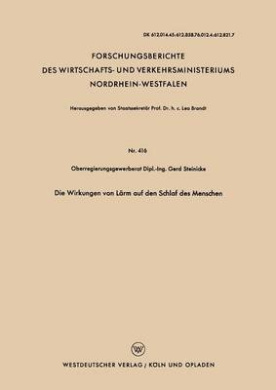 DK 612.014.45-612.858.76.012.4:612.821.7
FORSCHUNGSBERICHTE
DES WIRTSCHAFTS- UND VERKEHRSMINISTERIUMS
NORDRHEIN-WESTFALEN
Herausgegeben von Staatssekretär Prof. Dr. h. c. Leo Brandt
Nr. 416
Oberregierungsgewerberat Dipl.-Ing. Gerd Steinicke
Die Wirkungen von Lärm auf den Schlaf des Menschen
WESTDEUTSCHER VERLAG / KÖLN UND OPLADEN